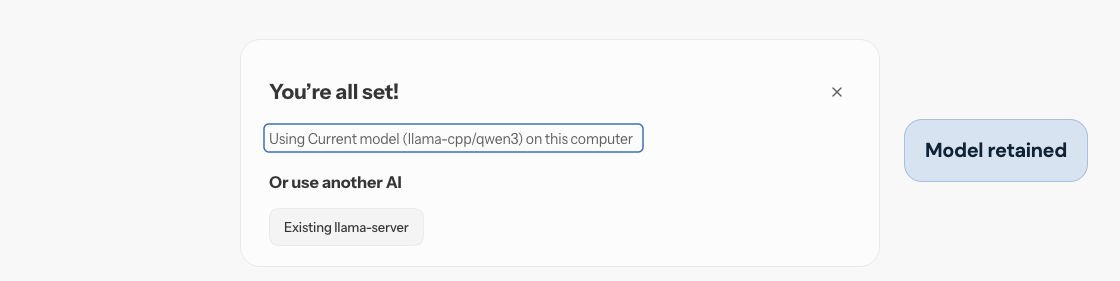 You’re all set!
Using Current model (llama-cpp/qwen3) on this computer
Model retained
Or use another AI
Existing llama-server